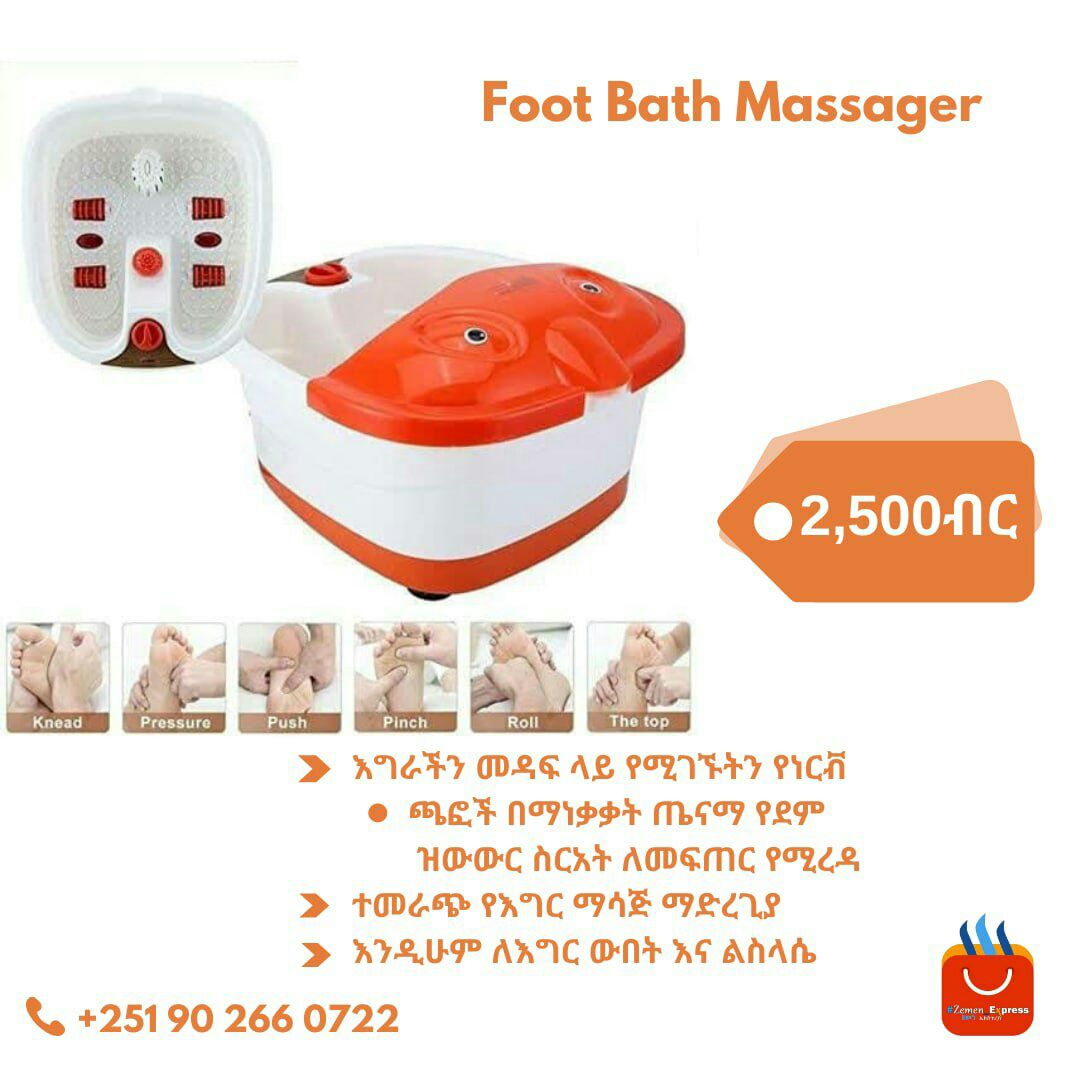 Foot Bath Massager
2,500ብር
Knead
Pressure
Push
Pinch
Roll
The top
እግራችን መዳፍ ላይ የሚገኙትን የነርቭ
ጫፎች በማነቃቃት ጤናማ የደም
ዝውውር ስርአት ለመፍጠር የሚረዳ
ተመራጭ የእግር ማሳጅ ማድረጊያ
እንዲሁም ለእግር ውበት እና ልስላሴ
+251 90 266 0722
#Zemen Express
ዘመን ኤክስፕረስ